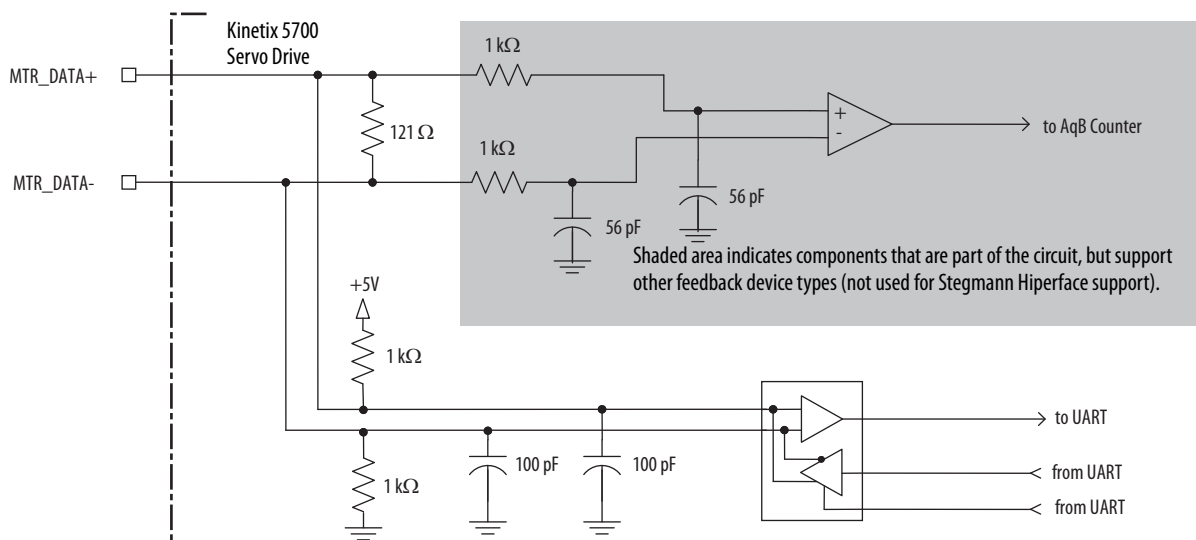 Kinetix 5700
Servo Drive
1 kΩ
MTR_DATA+
+
-
to AqB Counter
121 Ω
1 kΩ
MTR_DATA-
56 pF
56 pF
Shaded area indicates components that are part of the circuit, but support
other feedback device types (not used for Stegmann Hiperface support).
+5V
1 kΩ
to UART
100 pF
100 pF
1 kΩ
from UART
from UART